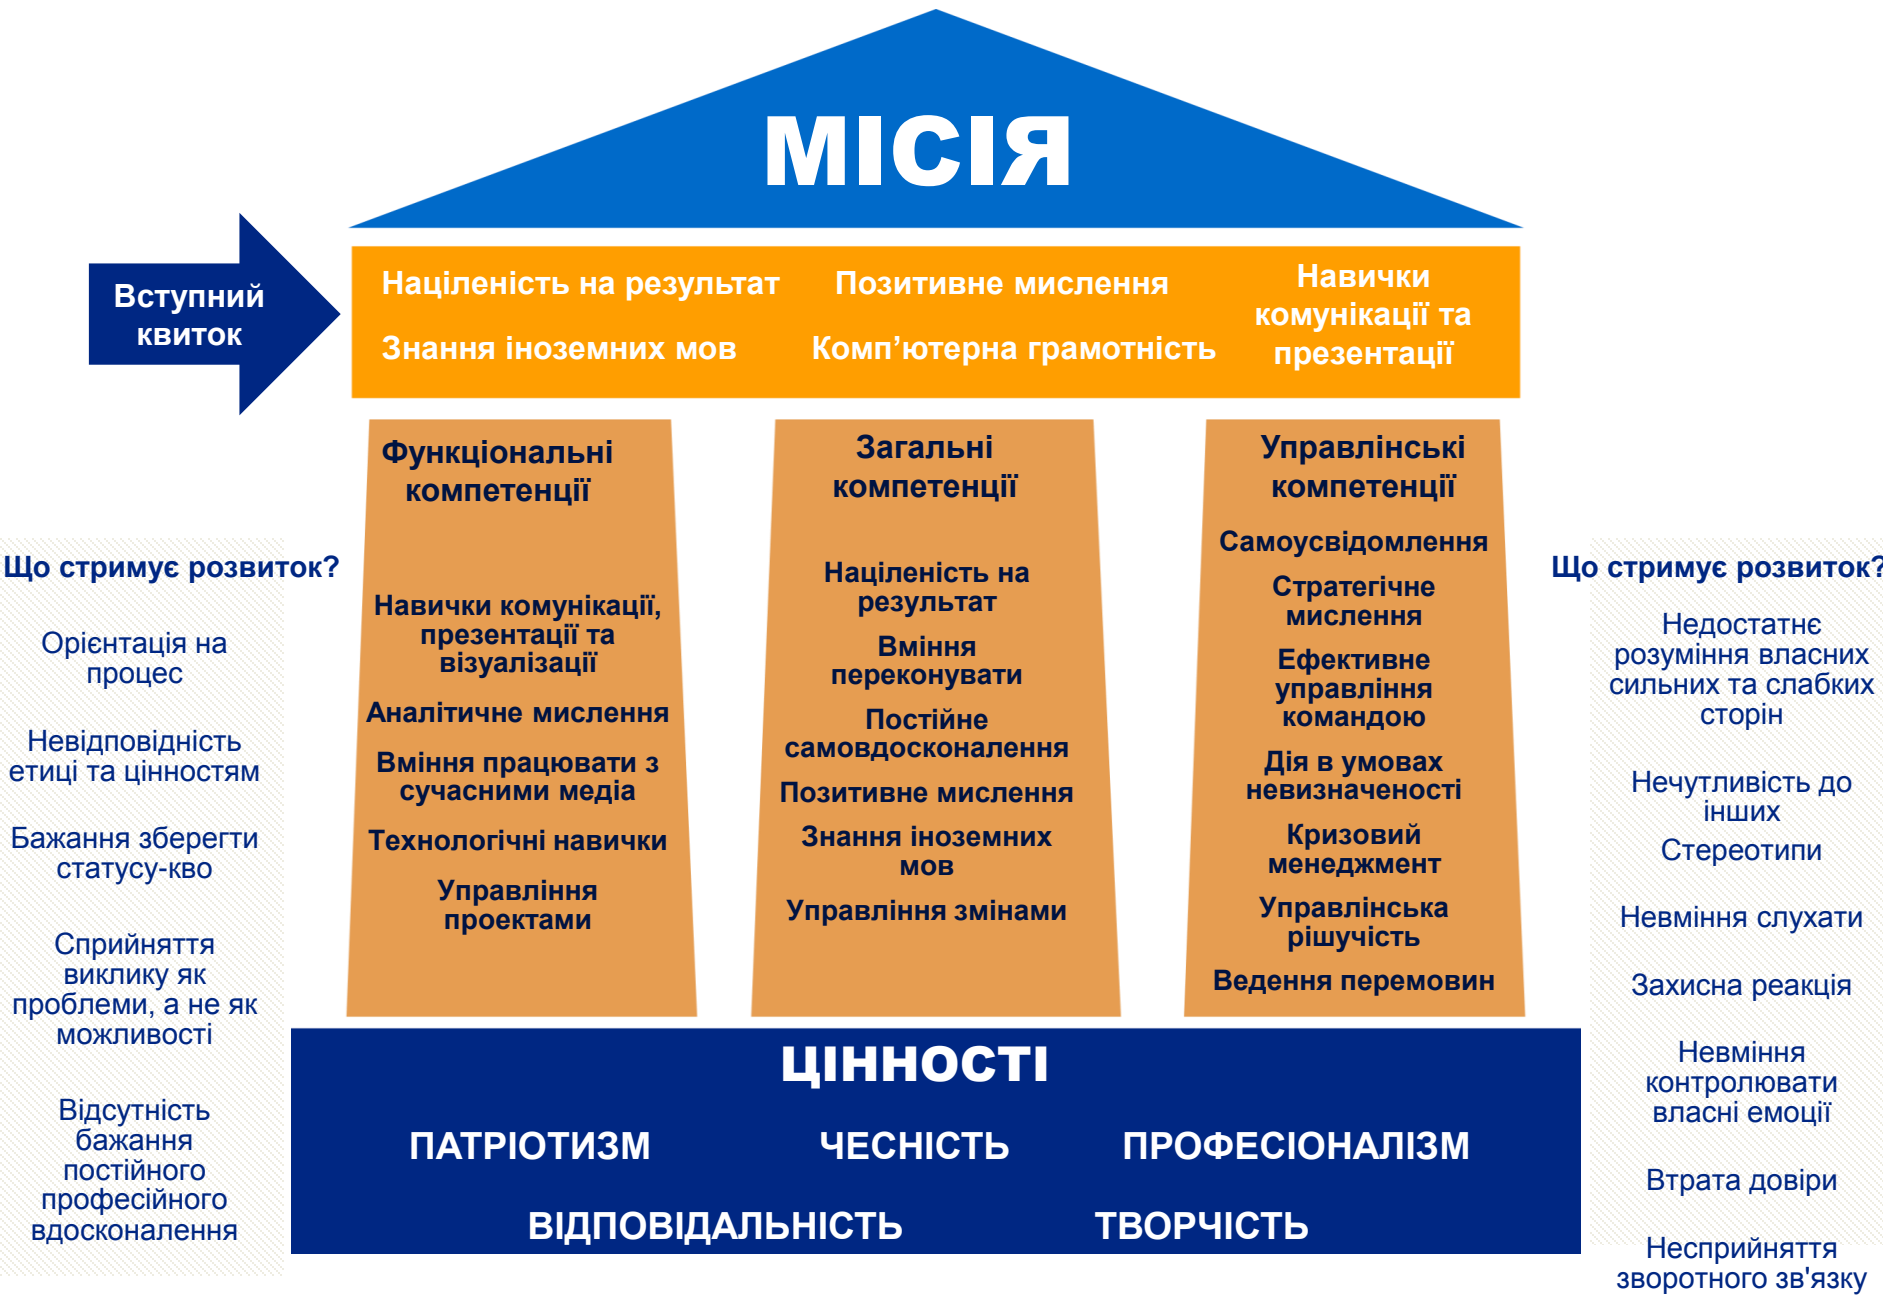 МІСІЯ
Вступний
квиток
Націленість на результат
Позитивне мислення
Навички
комунікації та
презентації
Знання іноземних мов
Комп’ютерна грамотність
Функціональні
компетенції
Навички комунікації,
презентації та
візуалізації
Аналітичне мислення
Вміння працювати з
сучасними медіа
Технологічні навички
Управління
проектами
Загальні
компетенції
Націленість на
результат
Вміння
переконувати
Постійне
самовдосконалення
Позитивне мислення
Знання іноземних
мов
Управління змінами
Управлінські
компетенції
Самоусвідомлення
Стратегічне
мислення
Ефективне
управління
командою
Дія в умовах
невизначеності
Кризовий
менеджмент
Управлінська
рішучість
Ведення перемовин
Що стримує розвиток?
Орієнтація на
процес
Невідповідність
етиці та цінностям
Бажання зберегти
статусу-кво
Сприйняття
виклику як
проблеми, а не як
можливості
Відсутність
бажання
постійного
професійного
вдосконалення
Що стримує розвиток?
Недостатнє
розуміння власних
сильних та слабких
сторін
Нечутливість до
інших
Стереотипи
Невміння слухати
Захисна реакція
Невміння
контролювати
власні емоції
Втрата довіри
Несприйняття
зворотного зв'язку
ЦІННОСТІ
ПАТРІОТИЗМ
ЧЕСНІСТЬ
ПРОФЕСІОНАЛІЗМ
ВІДПОВІДАЛЬНІСТЬ
ТВОРЧІСТЬ